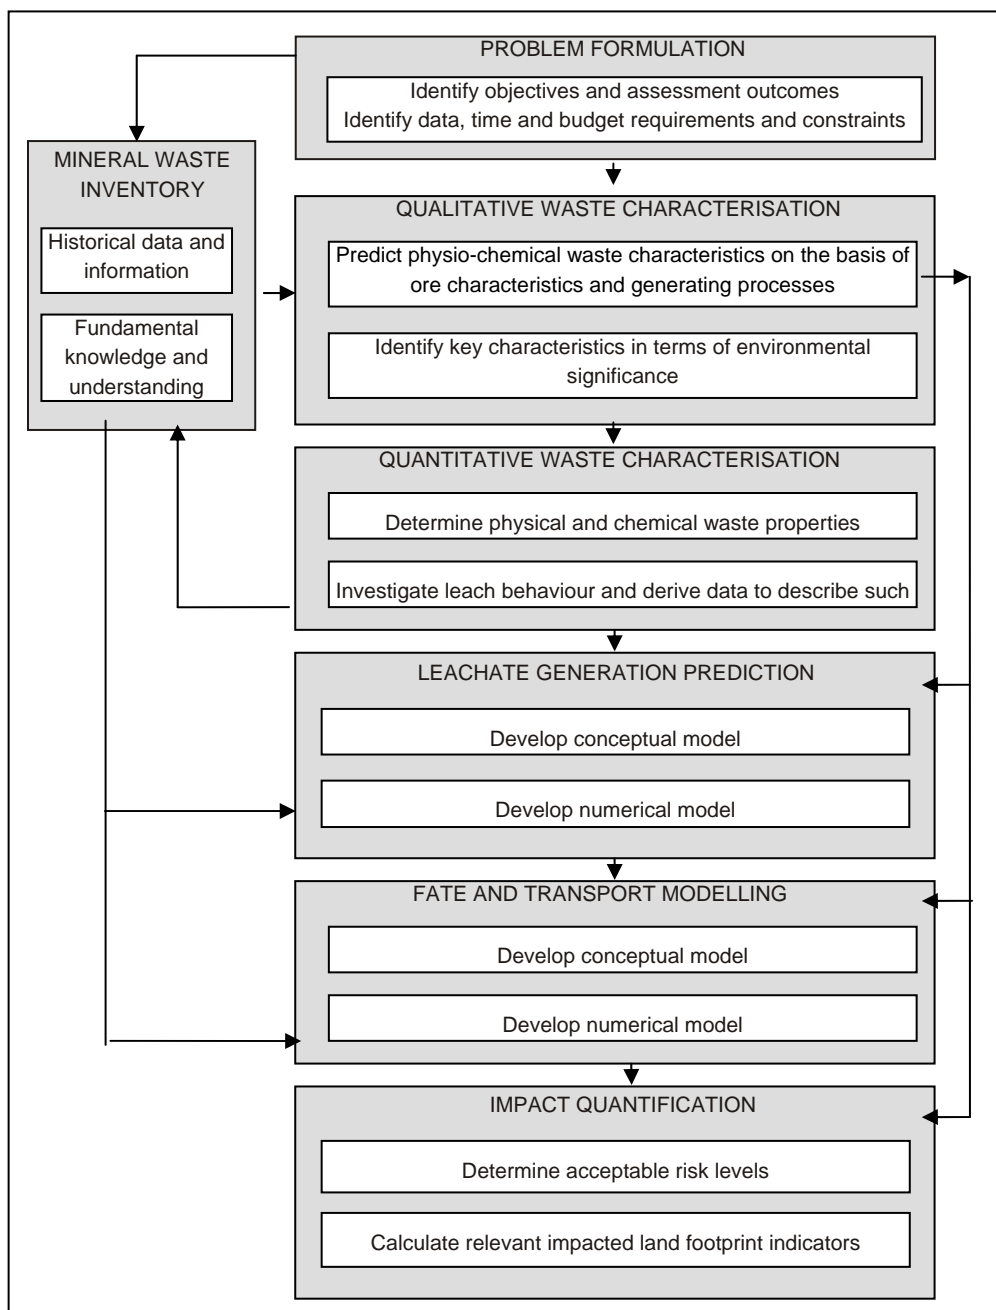 PROBLEM FORMULATION
Identify objectives and assessment outcomes
Identify data, time and budget requirements and constraints
MINERAL WASTE
INVENTORY
Historical data and
information
Fundamental
knowledge and
understanding
QUALITATIVE WASTE CHARACTERISATION
Predict physio-chemical waste characteristics on the basis of
ore characteristics and generating processes
Identify key characteristics in terms of environmental
significance
QUANTITATIVE WASTE CHARACTERISATION
Determine physical and chemical waste properties
Investigate leach behaviour and derive data to describe such
LEACHATE GENERATION PREDICTION
Develop conceptual model
Develop numerical model
FATE AND TRANSPORT MODELLING
Develop conceptual model
Develop numerical model
IMPACT QUANTIFICATION
Determine acceptable risk levels
Calculate relevant impacted land footprint indicators